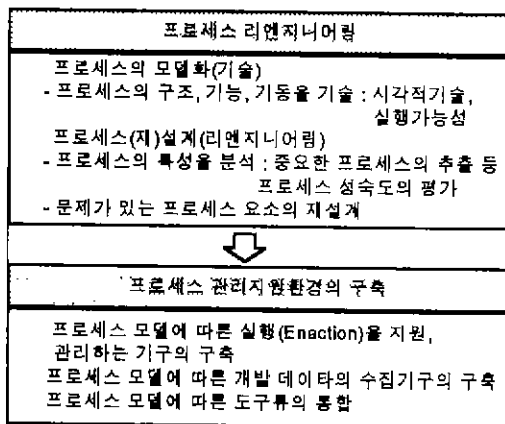 프로세스 리엔지니어링
프로세스의 모델화(기술)
- 프로세스의 구조, 기능, 기동을 기술 : 시각적기술,
실행가능성
프로세스(재)설계(리엔지니어링)
- 프로세스의 특성을 분석 : 중요한 프로세스의 추출 등
프로세스 성숙도의 평가
- 문제가 있는 프로세스 요소의 재설계
프로세스 관리지원환경의 구축
프로세스 모델에 따른 실행(Enaction)을 지원,
관리하는 기구의 구축
프로세스 모델에 따른 개발 데이타의 수집기구의 구축
프로세스 모델에 따른 도구류의 통합